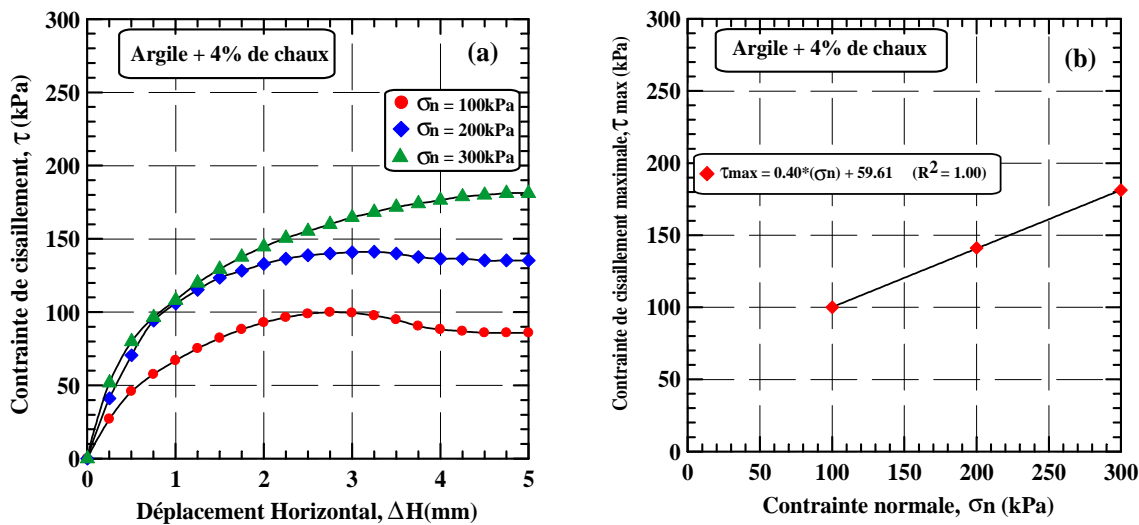 Argile + 4% de chaux
(a)
σn = 100kPa
σn = 200kPa
σn = 300kPa
Contrainte de cisaillement, τ (kPa)
300
250
200
150
100
50
0
0 1 2 3 4 5
Déplacement Horizontal, ΔH(mm)
Argile + 4% de chaux
(b)
τmax = 0.40*(σn) + 59.61 (R² = 1.00)
Contrainte de cisaillement maximale, τ max (kPa)
300
250
200
150
100
50
0
0 50 100 150 200 250 300
Contrainte normale, σn (kPa)